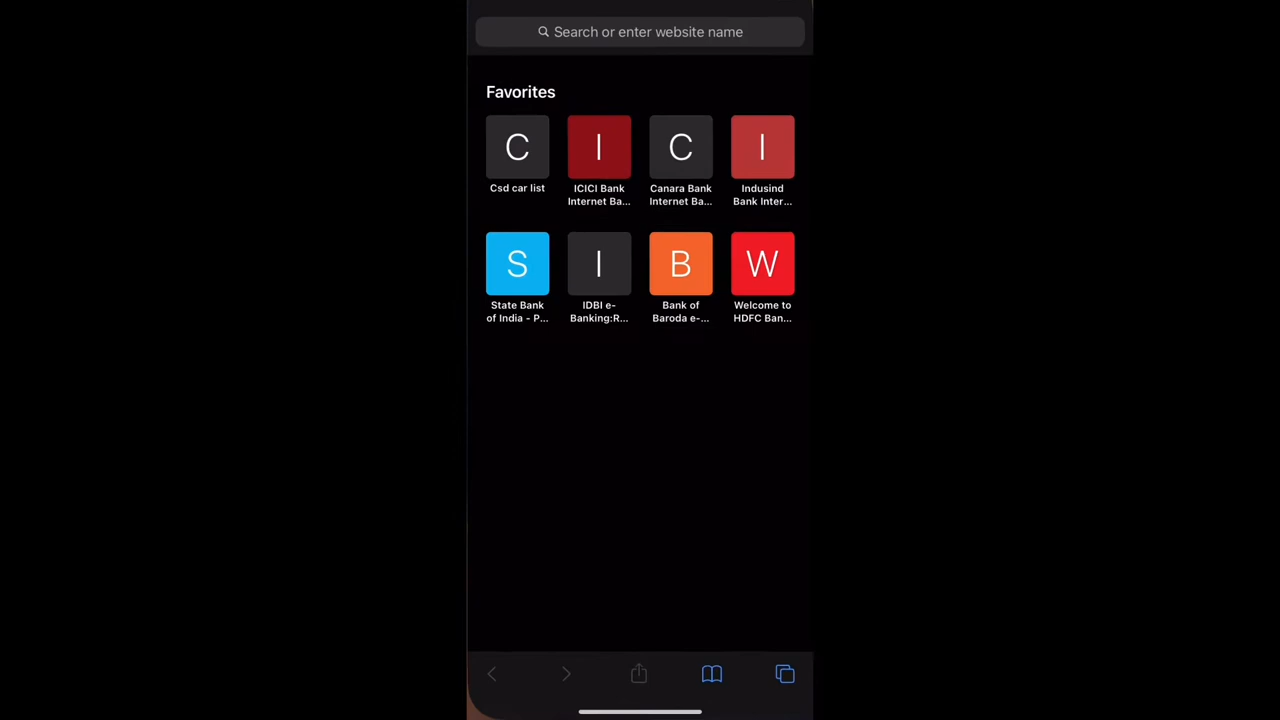 Search or enter website name
Favorites
C I C I
Csd car list
ICICI Bank
Internet Ba...
Canara Bank
Internet Ba...
Indusind
Bank Inter...
S I B W
State Bank
of India - P...
IDBI e-
Banking:R...
Bank of
Baroda e-...
Welcome to
HDFC Ban...